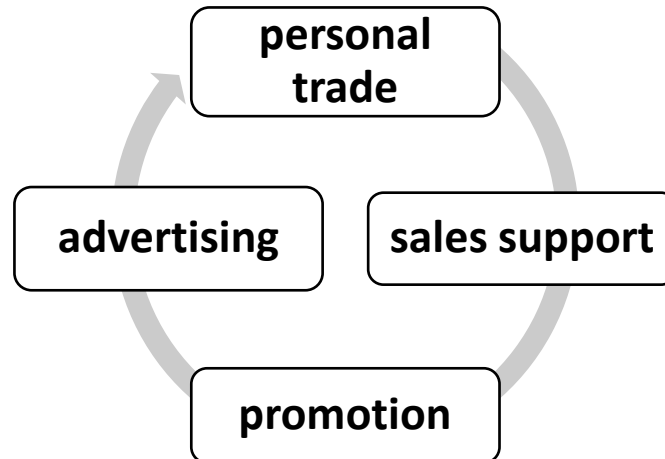 personal
trade
sales support
promotion
advertising